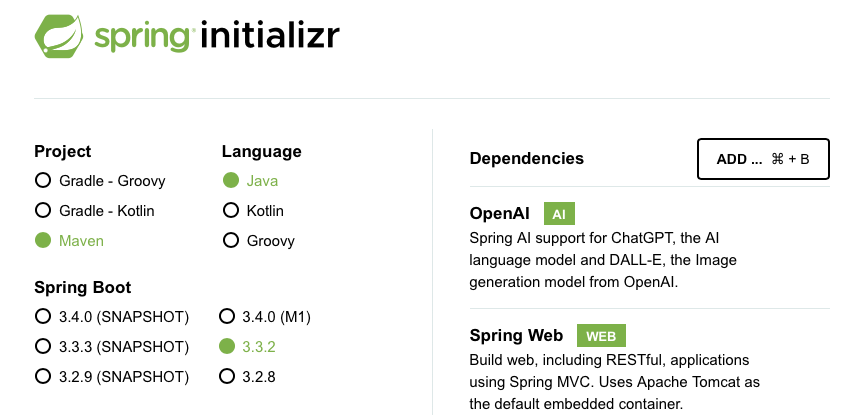 spring initializr
Project
Gradle - Groovy
Gradle - Kotlin
Maven
Language
Java
Kotlin
Groovy
Spring Boot
3.4.0 (SNAPSHOT)
3.4.0 (M1)
3.3.3 (SNAPSHOT)
3.3.2
3.2.9 (SNAPSHOT)
3.2.8
Dependencies
ADD ... ⌘ + B
OpenAI AI
Spring AI support for ChatGPT, the AI
language model and DALL-E, the Image
generation model from OpenAI.
Spring Web WEB
Build web, including RESTful, applications
using Spring MVC. Uses Apache Tomcat as
the default embedded container.